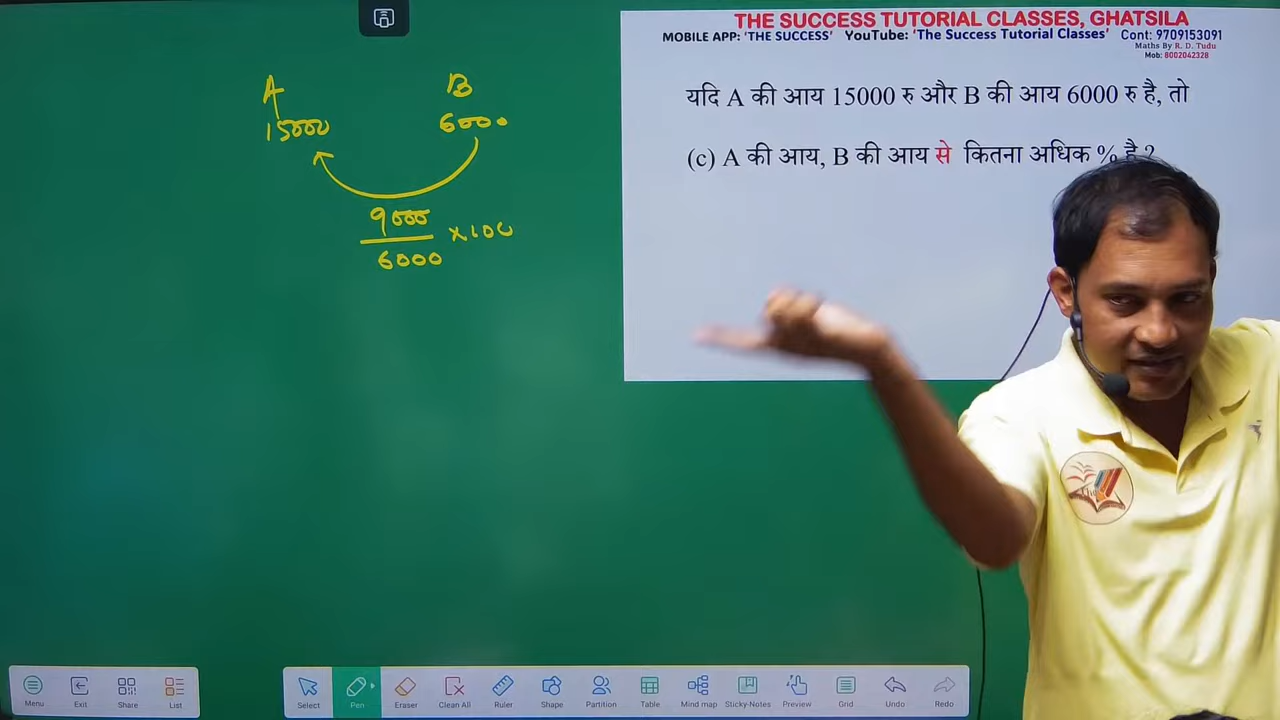 THE SUCCESS TUTORIAL CLASSES, GHATSILA
MOBILE APP: 'THE SUCCESS' YouTube: 'The Success Tutorial Classes' Cont: 9709153091
Maths By R. D. Tudu
Mob: 8002042328
यदि A की आय 15000 रु और B की आय 6000 रु है, तो
(c) A की आय, B की आय से कितना अधिक % है ?
A B
15000 6000
9000
6000
×100
Menu Exit Share List Select Pen Eraser Clean All Ruler Shape Partition Table Mind map Sticky-Notes Preview Grid Undo Redo